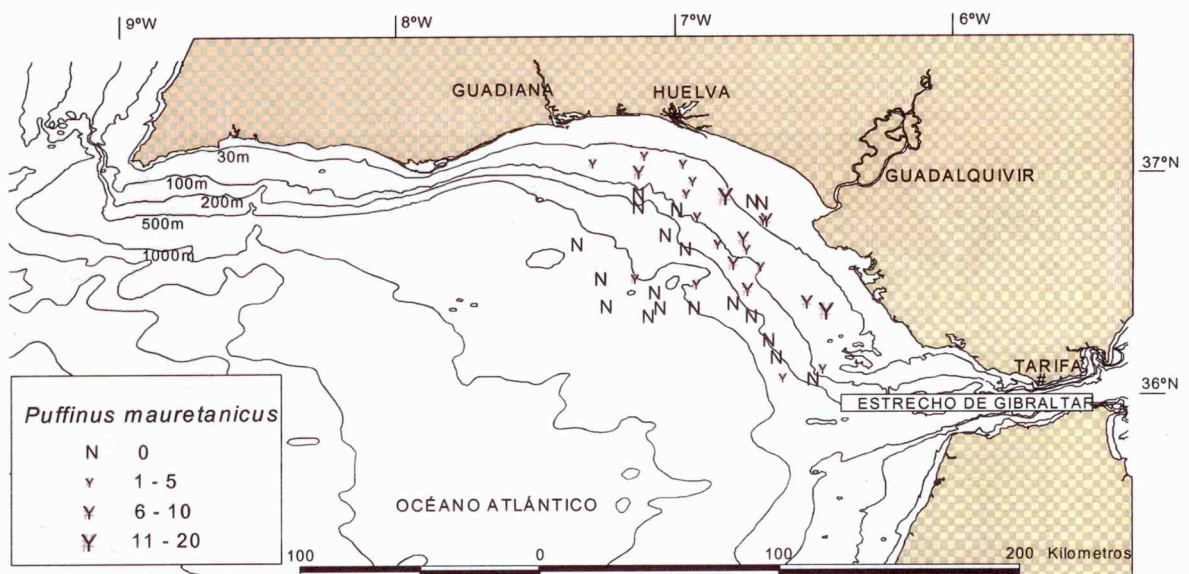 9ºW 8ºW 7ºW 6ºW
GUADIANA HUELVA
37ºN
30m
GUADALQUIVIR
100m
200m
500m
1000m
TARIFA
#
36ºN
ESTRECHO DE GIBRALTAR
Puffinus mauretanicus
N 0
1 - 5
6 - 10
11 - 20
OCÉANO ATLÁNTICO
100 0 100 200 Kilometros